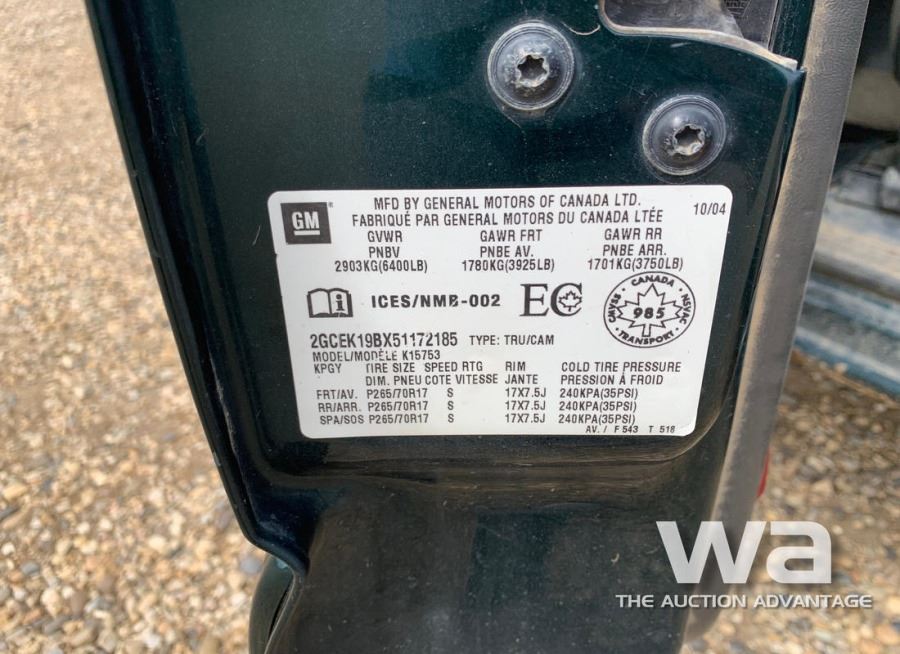 GM
MFD BY GENERAL MOTORS OF CANADA LTD.
10/04
FABRIQUÉ PAR GENERAL MOTORS DU CANADA LTÉE
GVWR GAWR FRT GAWR RR
PNBV PNBE AV. PNBE ARR.
2903KG(6400LB) 1780KG(3925LB) 1701KG(3750LB)
i ICES/NMB-002 EC
CANADA
CMVSS 985 NSVAC
TRANSPORT
2GCEK19BX51172185 TYPE: TRU/CAM
MODEL/MODÈLE K15753
KPGY TIRE SIZE SPEED RTG RIM COLD TIRE PRESSURE
DIM. PNEU COTE VITESSE JANTE PRESSION À FROID
FRT/AV. P265/70R17 S 17X7.5J 240KPA(35PSI)
RR/ARR. P265/70R17 S 17X7.5J 240KPA(35PSI)
SPA/SOS P265/70R17 S 17X7.5J 240KPA(35PSI)
AV. / F 543 T 518
wa
THE AUCTION ADVANTAGE